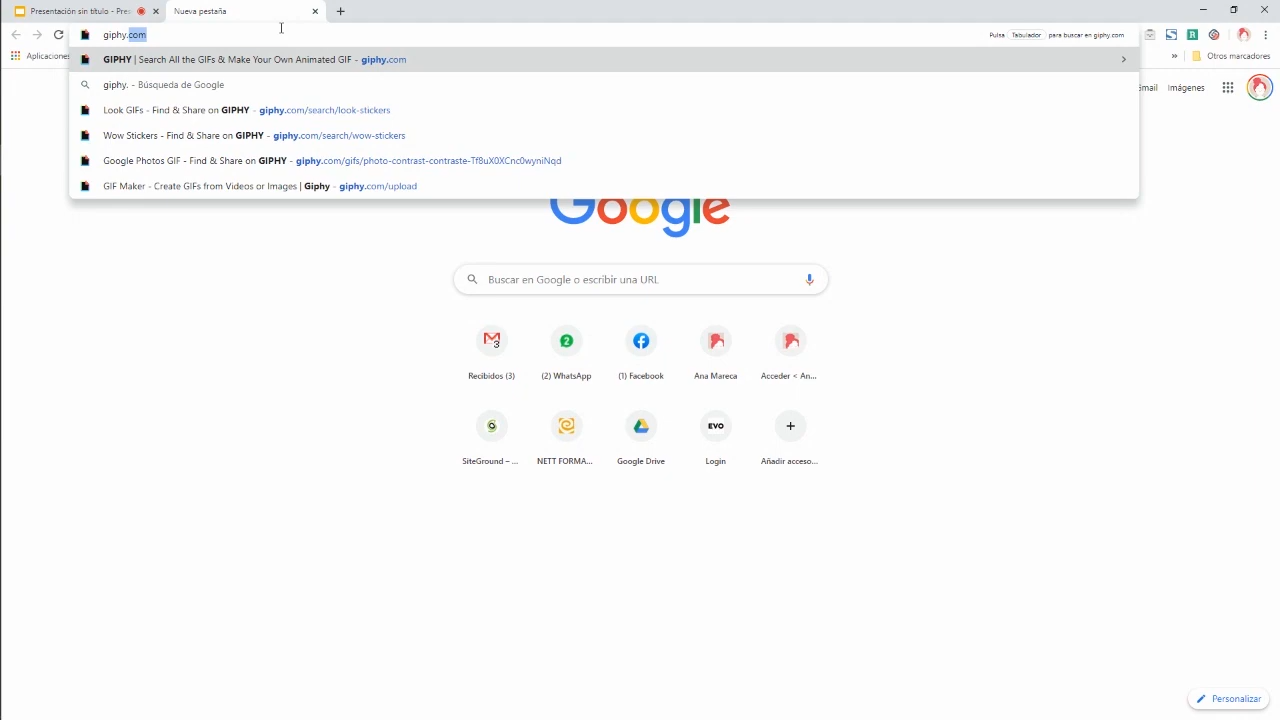 Presentación sin título - Pres
Nueva pestaña
giphy.com
Pulsa Tabulador para buscar en giphy.com
Aplicaciones
GIPHY | Search All the GIFs & Make Your Own Animated GIF - giphy.com
Otros marcadores
giphy. - Búsqueda de Google
Gmail Imágenes
Look GIFs - Find & Share on GIPHY - giphy.com/search/look-stickers
Wow Stickers - Find & Share on GIPHY - giphy.com/search/wow-stickers
Google Photos GIF - Find & Share on GIPHY - giphy.com/gifs/photo-contrast-contraste-Tf8uX0XCnc0wyniNqd
GIF Maker - Create GIFs from Videos or Images | Giphy - giphy.com/upload
Google
Buscar en Google o escribir una URL
Recibidos (3) (2) WhatsApp (1) Facebook Ana Mareca Acceder < An...
EVO
SiteGround – ... NETT FORMA... Google Drive Login Añadir acceso...
Personalizar